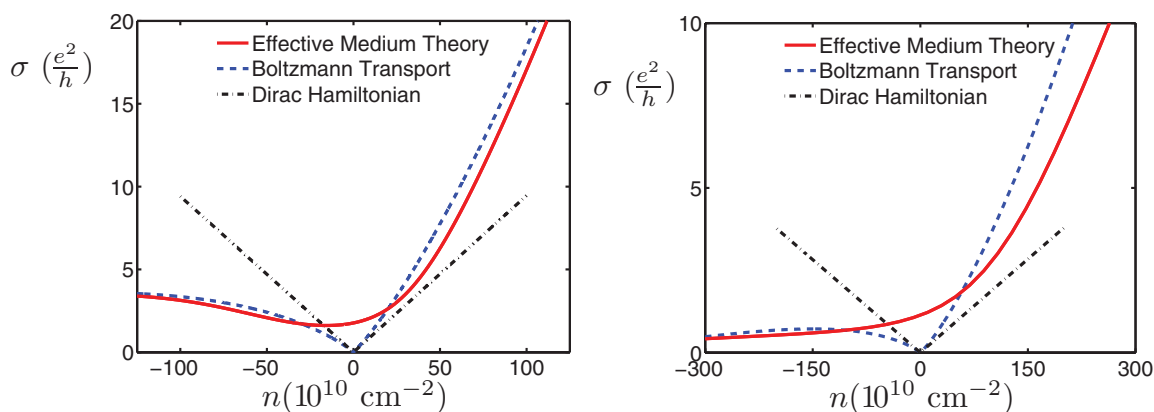 20
15
10
5
0
σ (e²/h)
Effective Medium Theory
Boltzmann Transport
Dirac Hamiltonian
−100 −50 0 50 100
n(10¹⁰ cm⁻²)
10
5
0
σ (e²/h)
Effective Medium Theory
Boltzmann Transport
Dirac Hamiltonian
−300 −150 0 150 300
n(10¹⁰ cm⁻²)